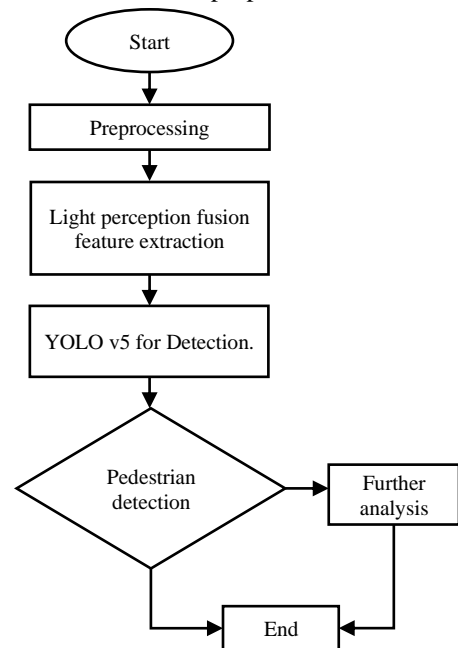 Start
Preprocessing
Light perception fusion
feature extraction
YOLO v5 for Detection.
Pedestrian
detection
Further
analysis
End